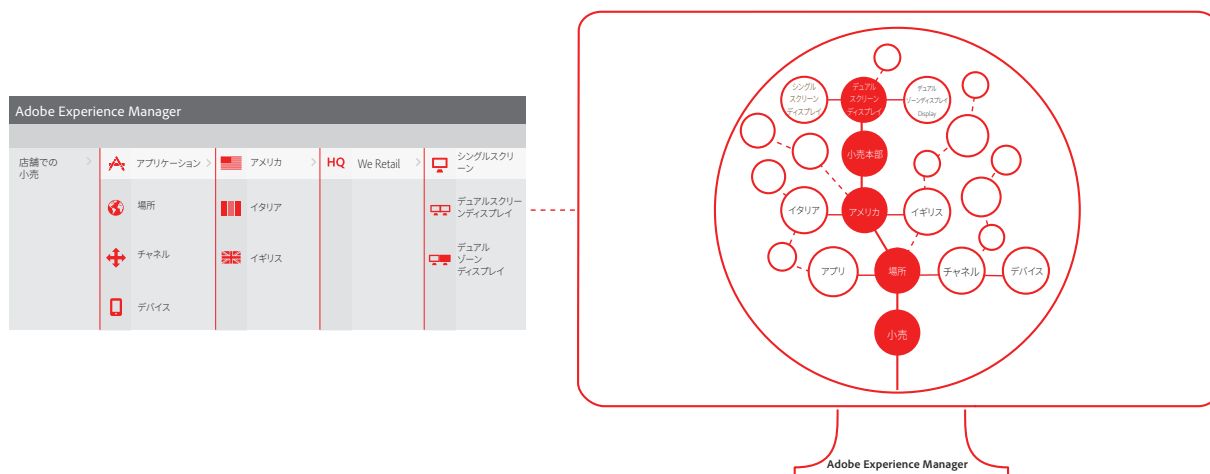 Adobe Experience Manager
店舗での
小売
アプリケーション
場所
チャネル
デバイス
アメリカ
イタリア
イギリス
HQ
We Retail
シングルスクリ
ーン
デュアルスクリー
ンディスプレイ
デュアル
ゾーン
ディスプレイ
シングル
スクリーン
ディスプレイ
デュアル
スクリーン
ディスプレイ
デュアル
ゾーンディスプレイ
Display
小売本部
イタリア
アメリカ
イギリス
アプリ
場所
チャネル
デバイス
小売
Adobe Experience Manager